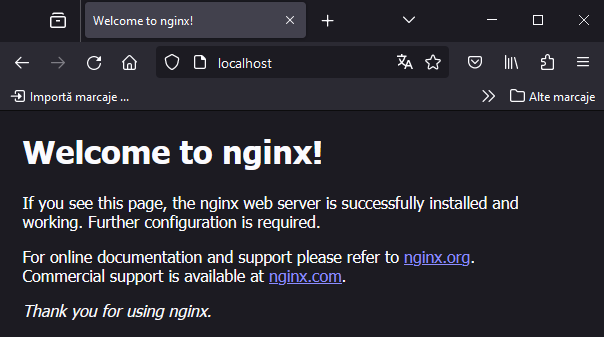 Welcome to nginx!
localhost
Importă marcaje ...
Alte marcaje
Welcome to nginx!
If you see this page, the nginx web server is successfully installed and
working. Further configuration is required.
For online documentation and support please refer to nginx.org.
Commercial support is available at nginx.com.
Thank you for using nginx.